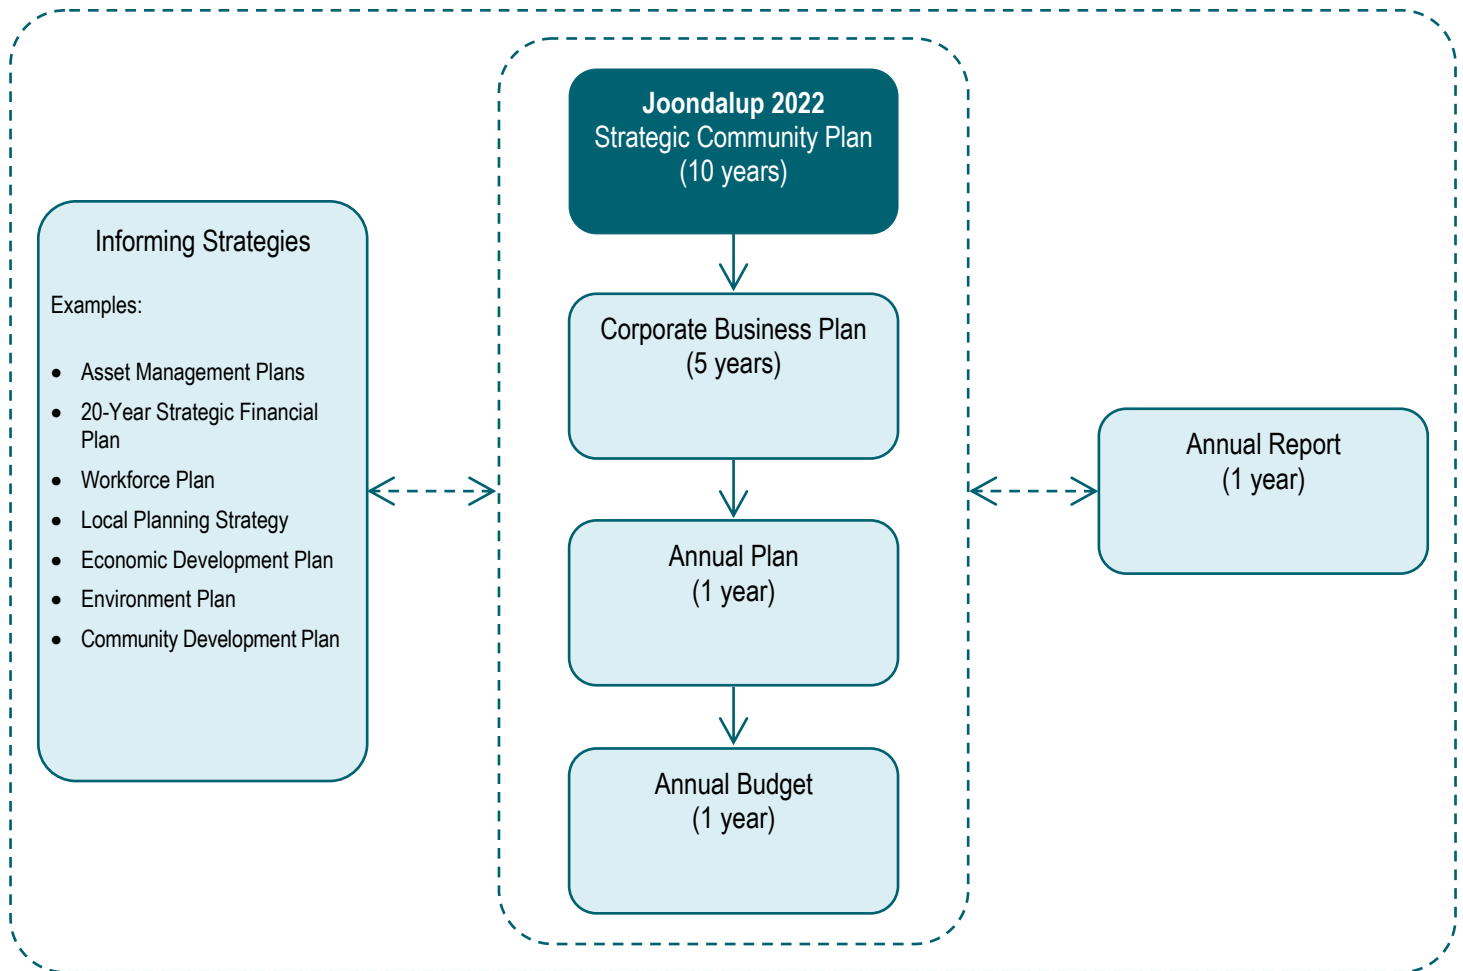 Joondalup 2022
Strategic Community Plan
(10 years)
Informing Strategies
Examples:
• Asset Management Plans
• 20-Year Strategic Financial
Plan
• Workforce Plan
• Local Planning Strategy
• Economic Development Plan
• Environment Plan
• Community Development Plan
Corporate Business Plan
(5 years)
Annual Plan
(1 year)
Annual Budget
(1 year)
Annual Report
(1 year)